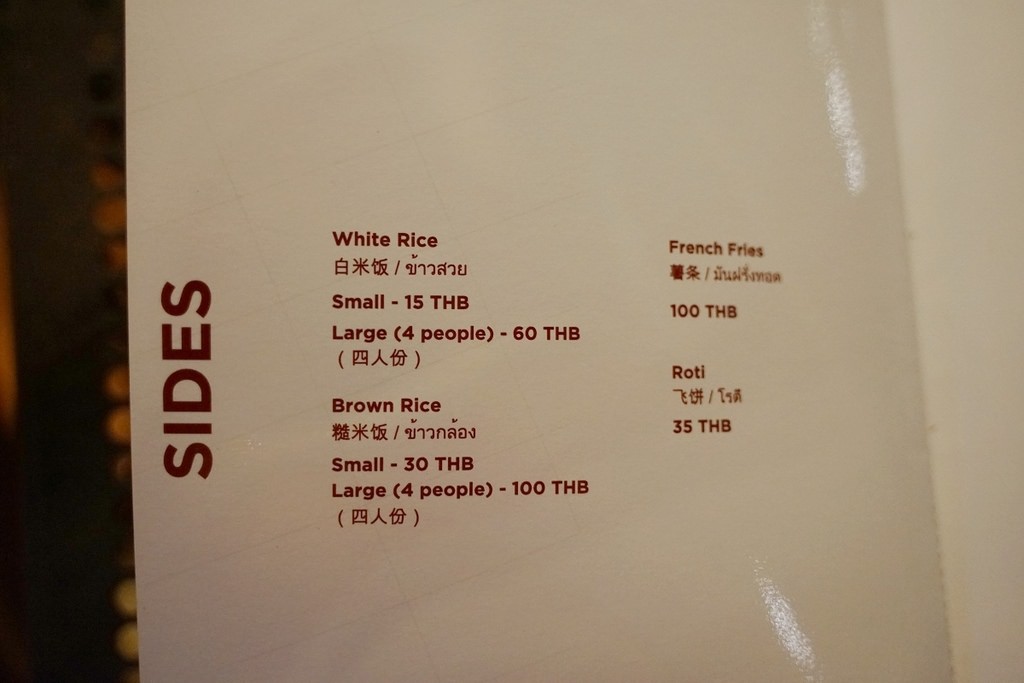 SIDES
White Rice
白米饭 / ข้าวสวย
Small - 15 THB
Large (4 people) - 60 THB
( 四人份 )
Brown Rice
糙米饭 / ข้าวกล้อง
Small - 30 THB
Large (4 people) - 100 THB
( 四人份 )
French Fries
薯条 / มันฝรั่งทอด
100 THB
Roti
飞饼 / โรตี
35 THB